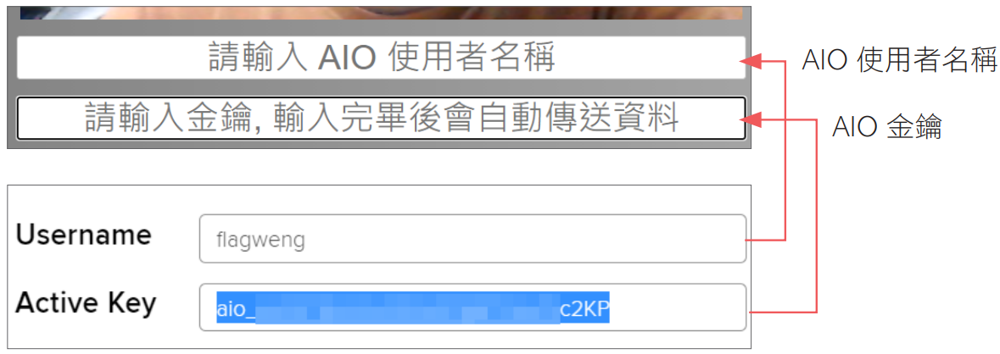 請輸入 AIO 使用者名稱
AIO 使用者名稱
請輸入金鑰, 輸入完畢後會自動傳送資料
AIO 金鑰
Username
flagweng
Active Key
aio_
c2KP